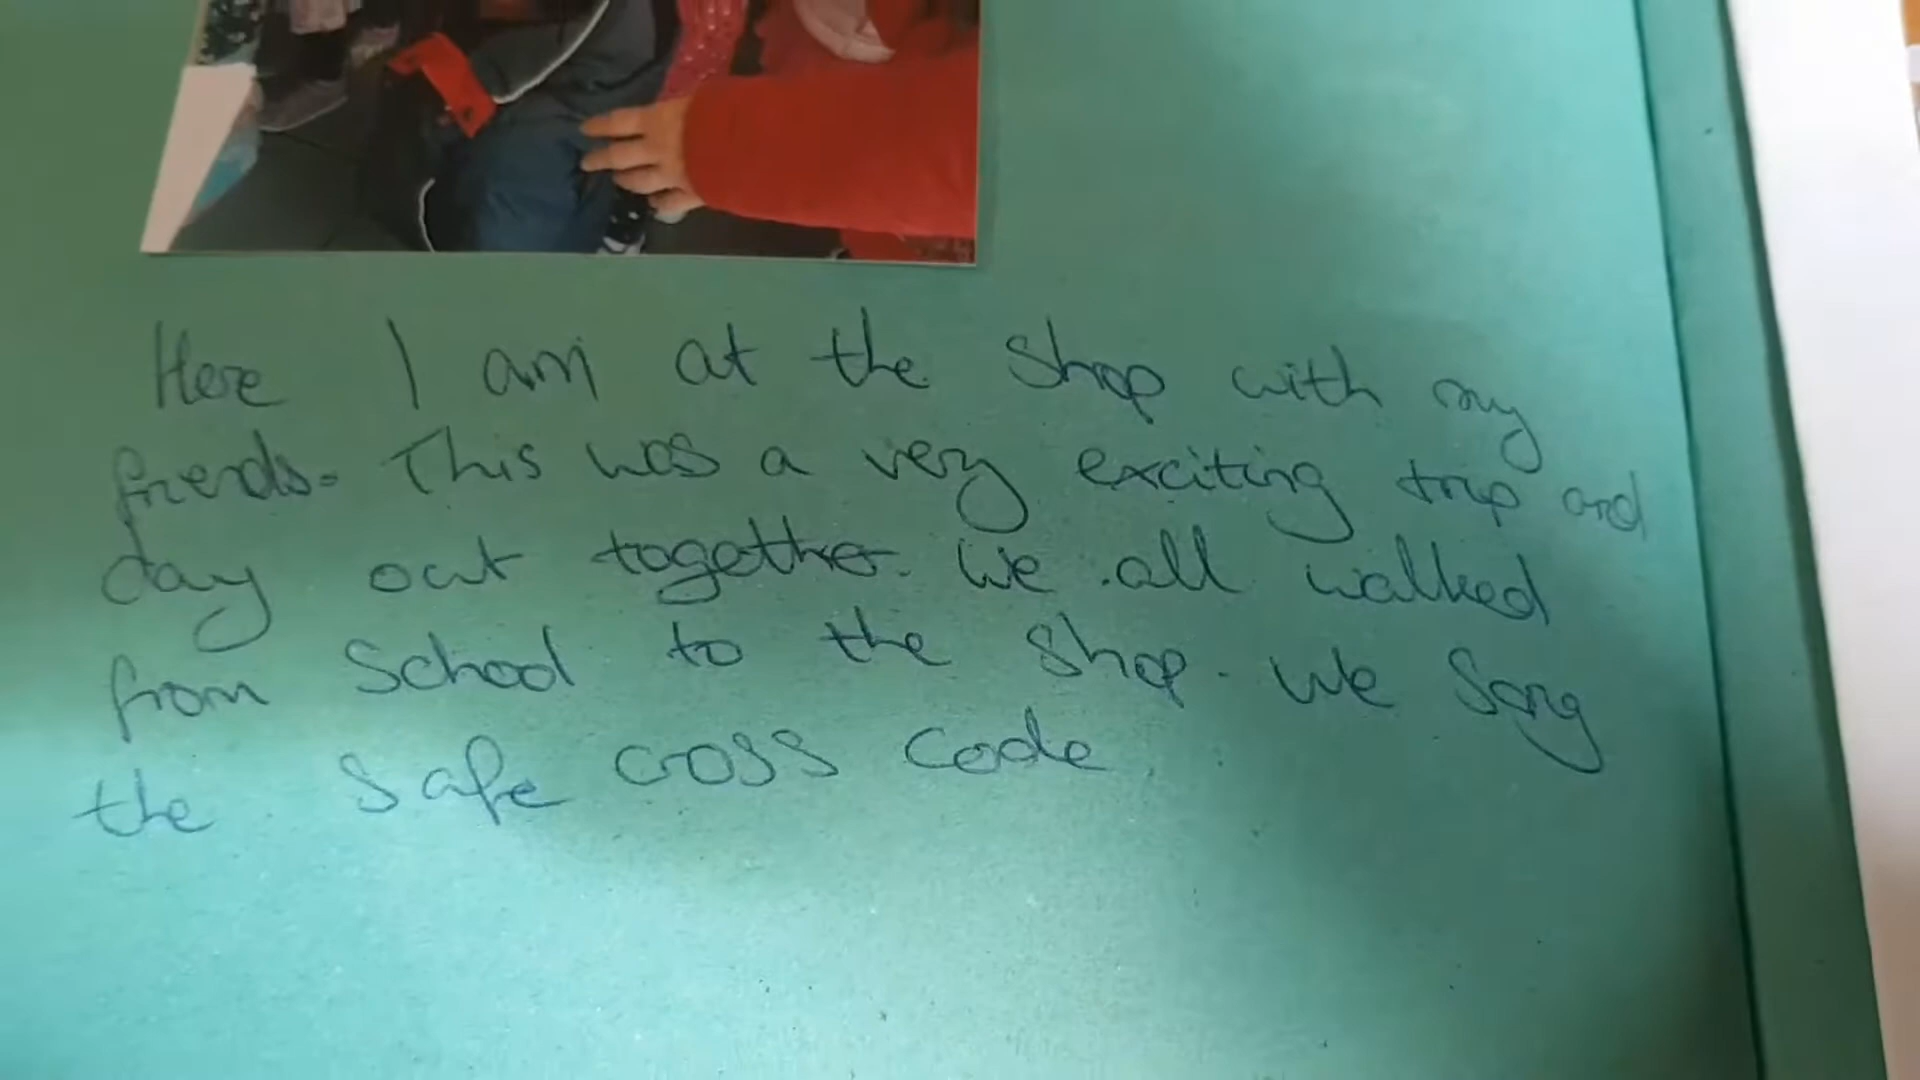 Here I am at the Shop with my
friends. This was a very exciting trip and
day out together. We all walked
from School to the Shop. We Sang
the Safe cross Code